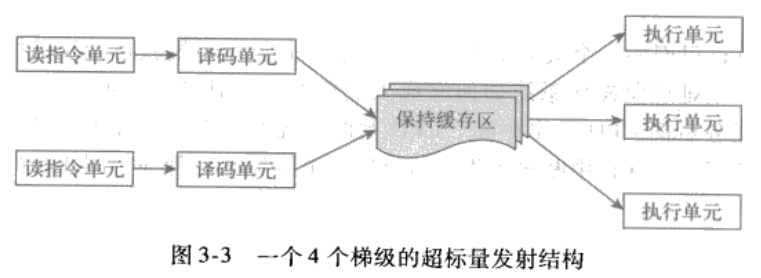 执行单元
读指令单元 译码单元
保持缓存区 执行单元
读指令单元 译码单元
执行单元
图 3-3 一个 4 个梯级的超标量发射结构